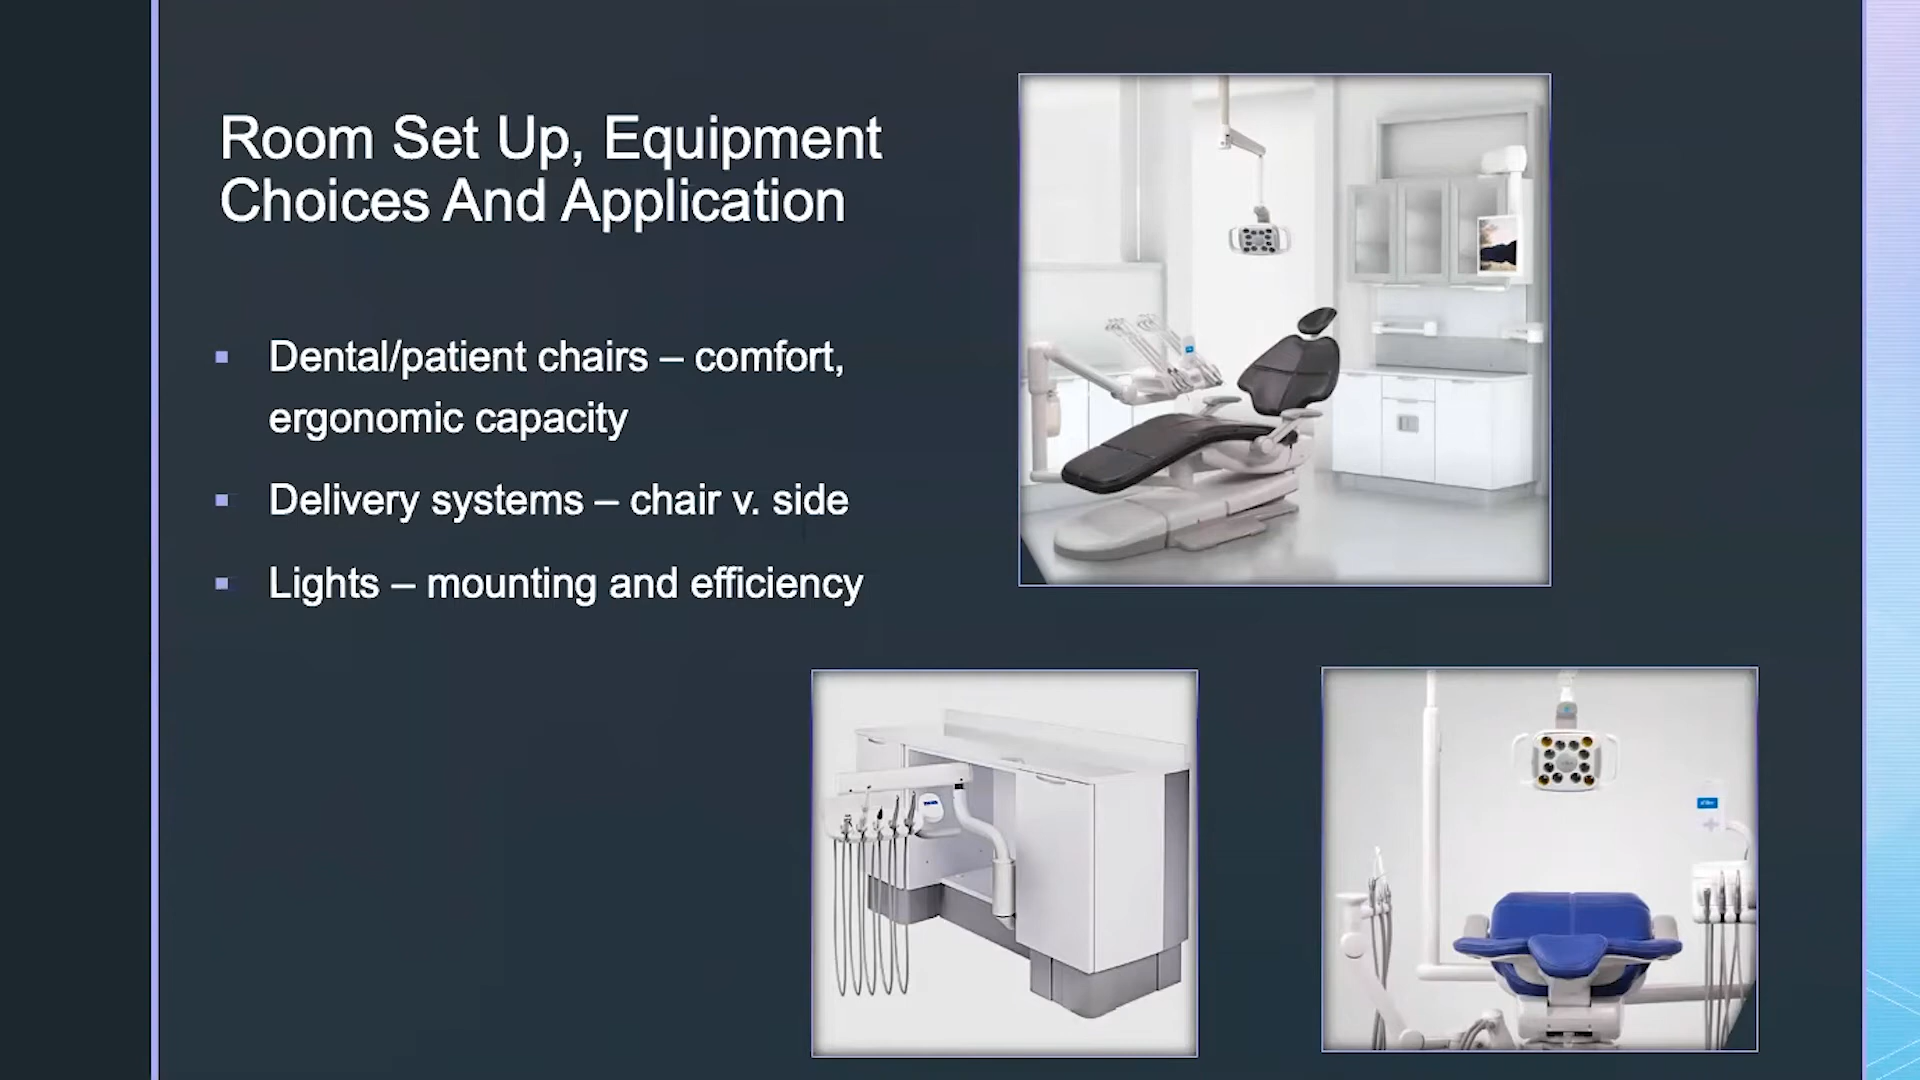 Room Set Up, Equipment
Choices And Application
Dental/patient chairs – comfort,
ergonomic capacity
Delivery systems – chair v. side
Lights – mounting and efficiency